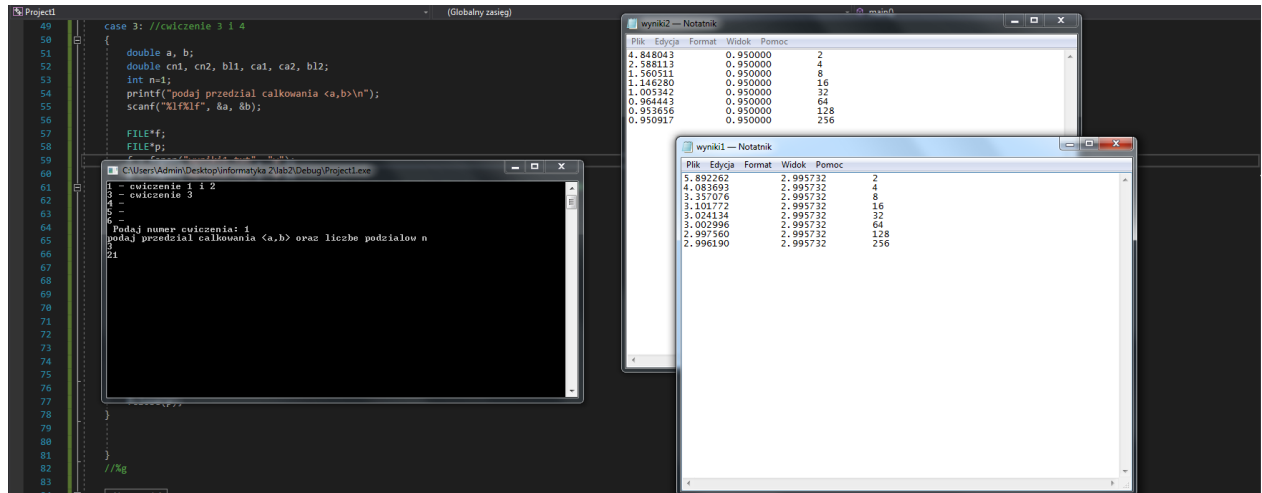 Project1
(Globalny zasięg)
main()
49 case 3: //cwiczenie 3 i 4
50 {
51 double a, b;
52 double cn1, cn2, bl1, ca1, ca2, bl2;
53 int n=1;
54 printf("podaj przedzial calkowania <a,b>\n");
55 scanf("%lf%lf", &a, &b);
56
57 FILE*f;
58 FILE*p;
59
60
61
62
63
64
65
66
67
68
69
70
71
72
73
74
75
76
77
78 }
79
80
81 }
82 //%g
83
C:\Users\Admin\Desktop\informatyka 2\lab2\Debug\Project1.exe
1 - cwiczenie 1 i 2
3 - cwiczenie 3
4 -
5 -
6 -
Podaj numer cwiczenia: 1
podaj przedzial calkowania <a,b> oraz liczbe podzialow n
3
21
wyniki2 — Notatnik
Plik Edycja Format Widok Pomoc
4.848043 0.950000 2
2.588113 0.950000 4
1.560511 0.950000 8
1.146280 0.950000 16
1.005342 0.950000 32
0.964443 0.950000 64
0.953656 0.950000 128
0.950917 0.950000 256
wyniki1 — Notatnik
Plik Edycja Format Widok Pomoc
5.892262 2.995732 2
4.083693 2.995732 4
3.357076 2.995732 8
3.101772 2.995732 16
3.024134 2.995732 32
3.002996 2.995732 64
2.997560 2.995732 128
2.996190 2.995732 256